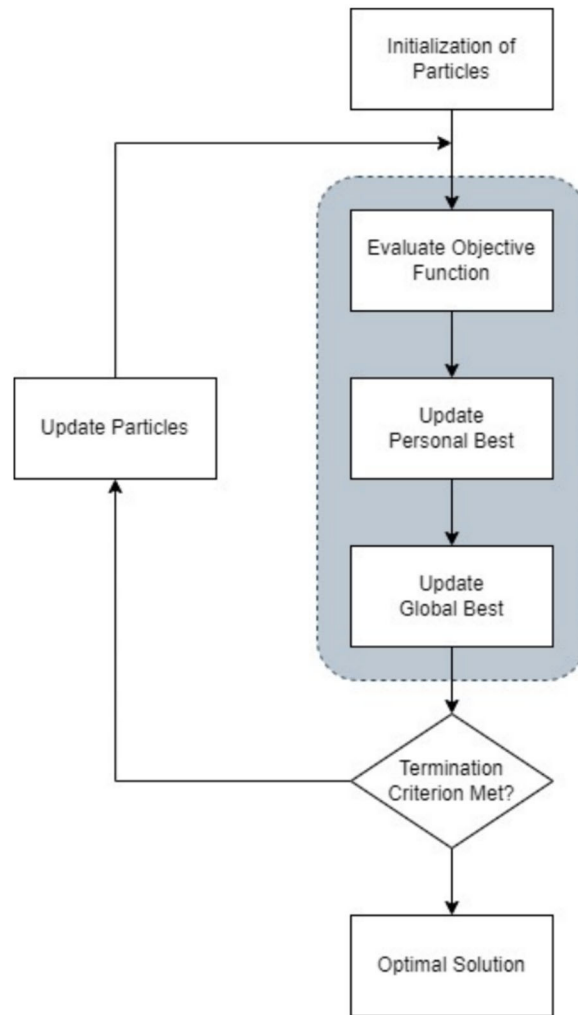 Initialization of
Particles
Evaluate Objective
Function
Update Particles
Update
Personal Best
Update
Global Best
Termination
Criterion Met?
Optimal Solution